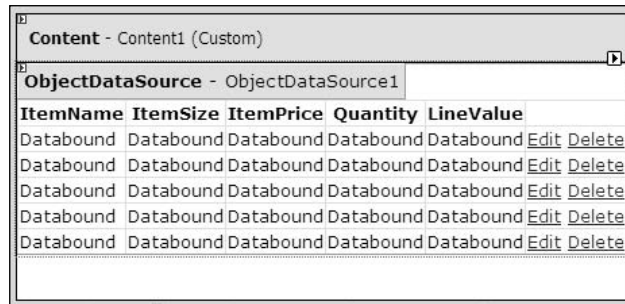 Content - Content1 (Custom)
ObjectDataSource - ObjectDataSource1
ItemName ItemSize ItemPrice Quantity LineValue
Databound Databound Databound Databound Databound Edit Delete
Databound Databound Databound Databound Databound Edit Delete
Databound Databound Databound Databound Databound Edit Delete
Databound Databound Databound Databound Databound Edit Delete
Databound Databound Databound Databound Databound Edit Delete